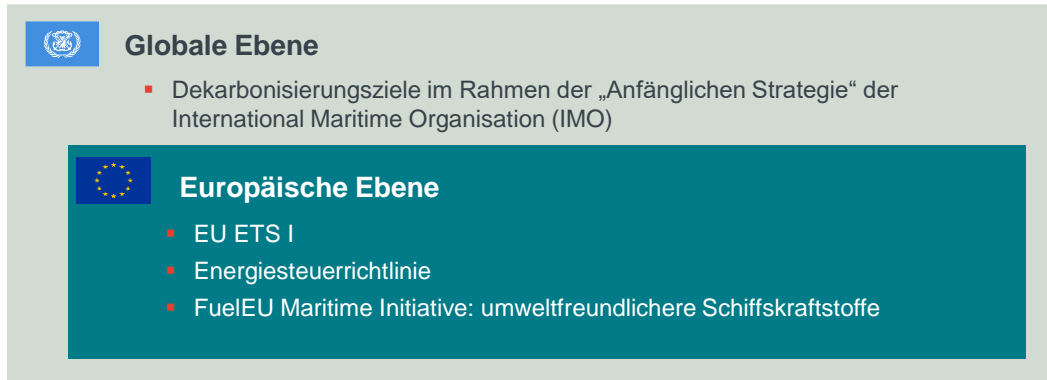 Globale Ebene
▪ Dekarbonisierungsziele im Rahmen der „Anfänglichen Strategie“ der
International Maritime Organisation (IMO)
Europäische Ebene
▪ EU ETS I
▪ Energiesteuerrichtlinie
▪ FuelEU Maritime Initiative: umweltfreundlichere Schiffskraftstoffe